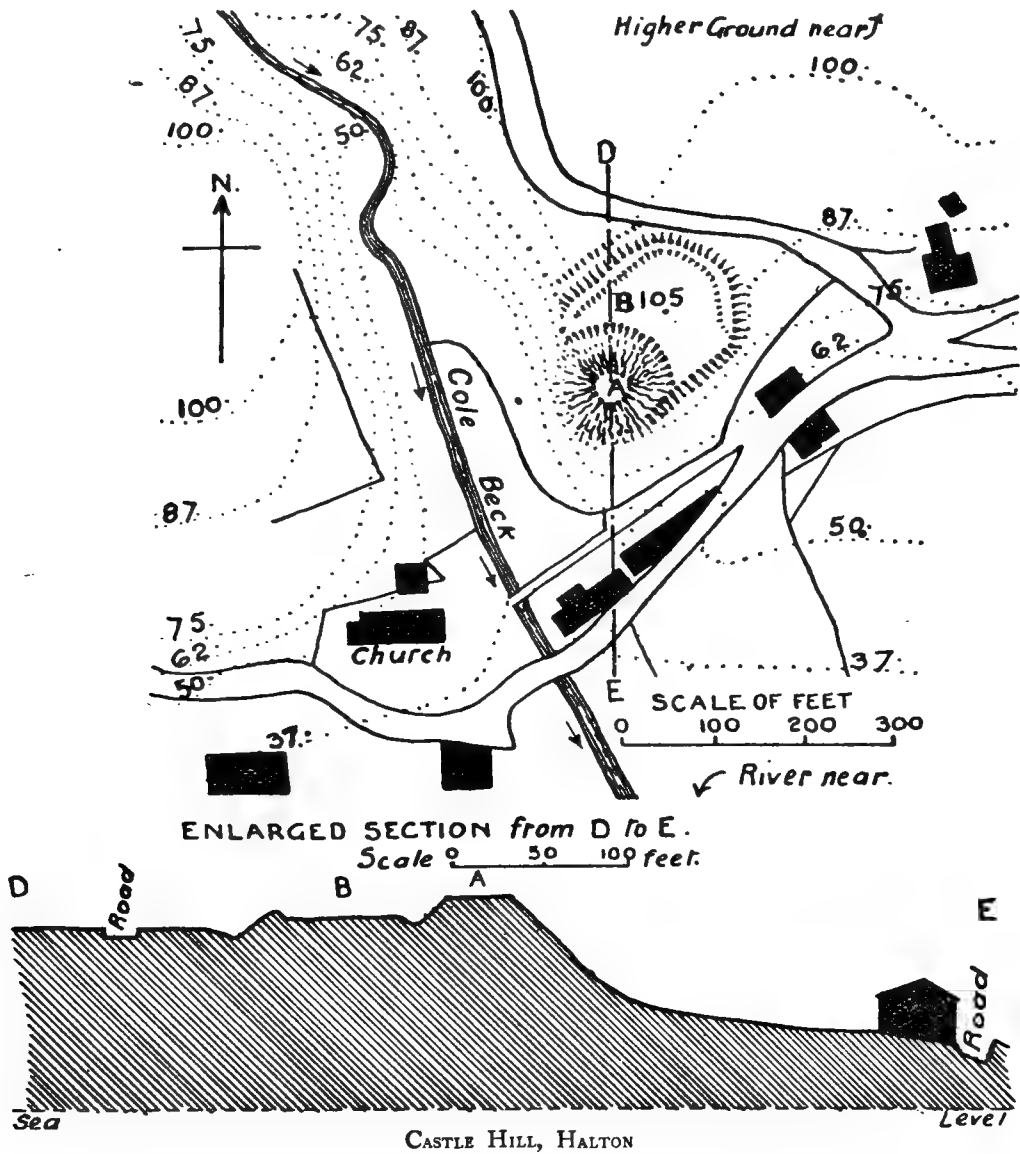 Higher Ground near
75.
75.
87.
62.
100.
87.
100.
100.
50.
N.
D
87.
B 105
75.
62.
A
Cole
Beck
100.
87.
50.
75.
62
50.
Church
37.
37.
E
SCALE OF FEET
0 100 200 300
River near.
ENLARGED SECTION from D to E.
Scale 0 50 100 feet.
D
Road
B
A
E
Road
Sea
Level
CASTLE HILL, HALTON